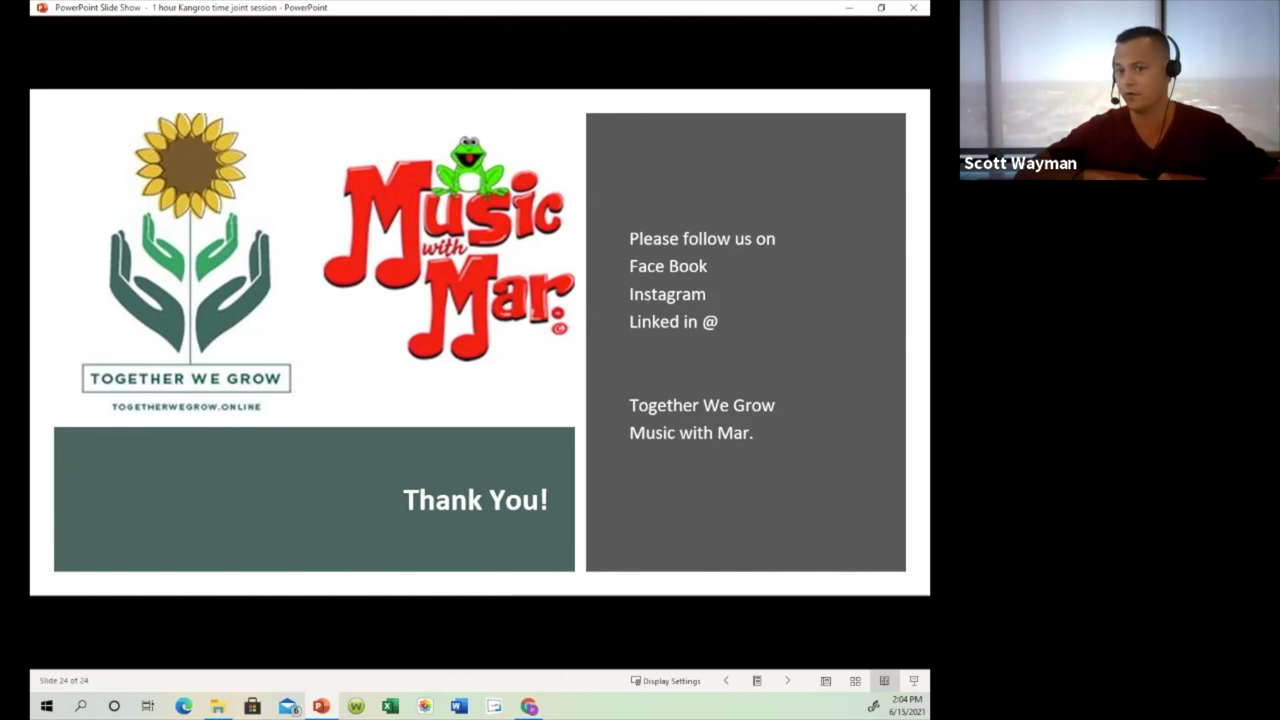 PowerPoint Slide Show - 1 hour Kangroo time joint session - PowerPoint
Scott Wayman
Music
with
Mar.
TOGETHER WE GROW
TOGETHERWEGROW.ONLINE
Thank You!
Please follow us on
Face Book
Instagram
Linked in @
Together We Grow
Music with Mar.
Slide 24 of 24
Display Settings
6
2:04 PM
6/15/2021